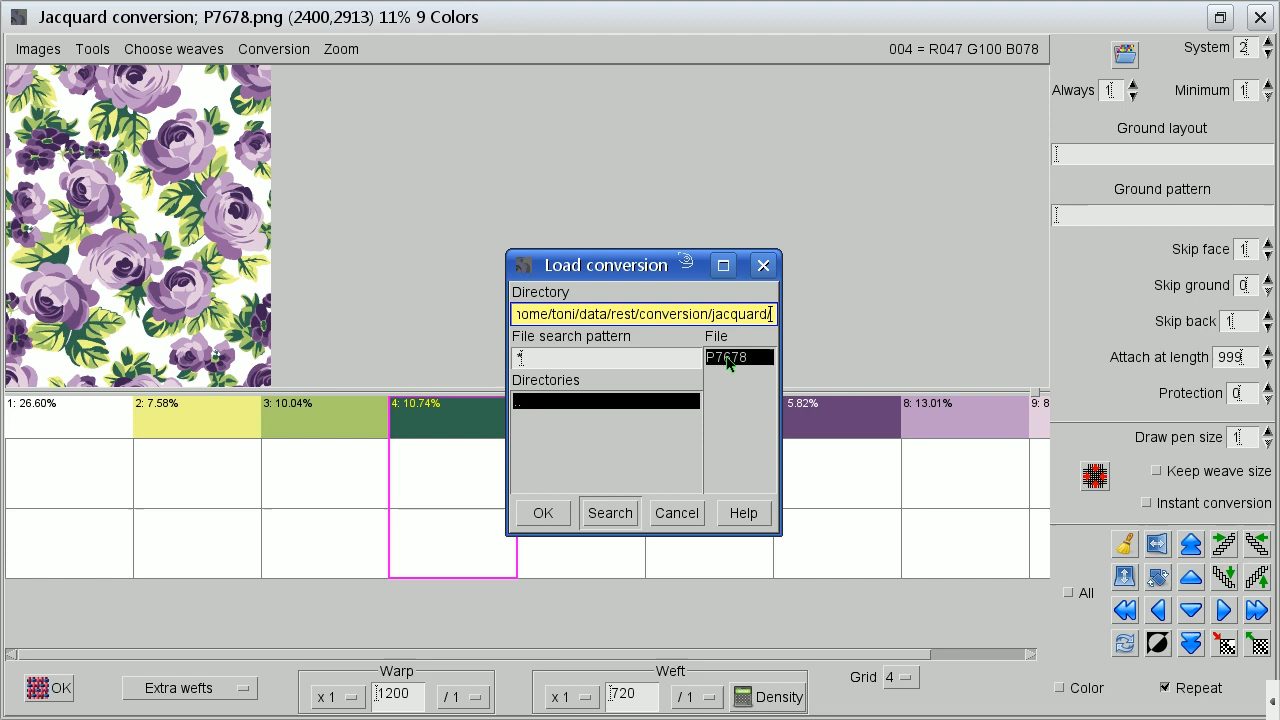 Jacquard conversion; P7678.png (2400,2913) 11% 9 Colors
Images Tools Choose weaves Conversion Zoom 004 = R047 G100 B078
System 2
Always 1 Minimum 1
Ground layout
Ground pattern
Skip face 1
Skip ground 0
Skip back 1
Attach at length 999
Protection 0
Draw pen size 1
Keep weave size
Instant conversion
All
Load conversion
Directory
home/toni/data/rest/conversion/jacquard/
File search pattern File
* P7678
Directories
..
OK Search Cancel Help
1: 26.60% 2: 7.58% 3: 10.04% 4: 10.74% 5.82% 8: 13.01% 9: 8
Warp Weft
OK Extra wefts x 1 1200 / 1 x 1 720 / 1 Density Grid 4 Color Repeat